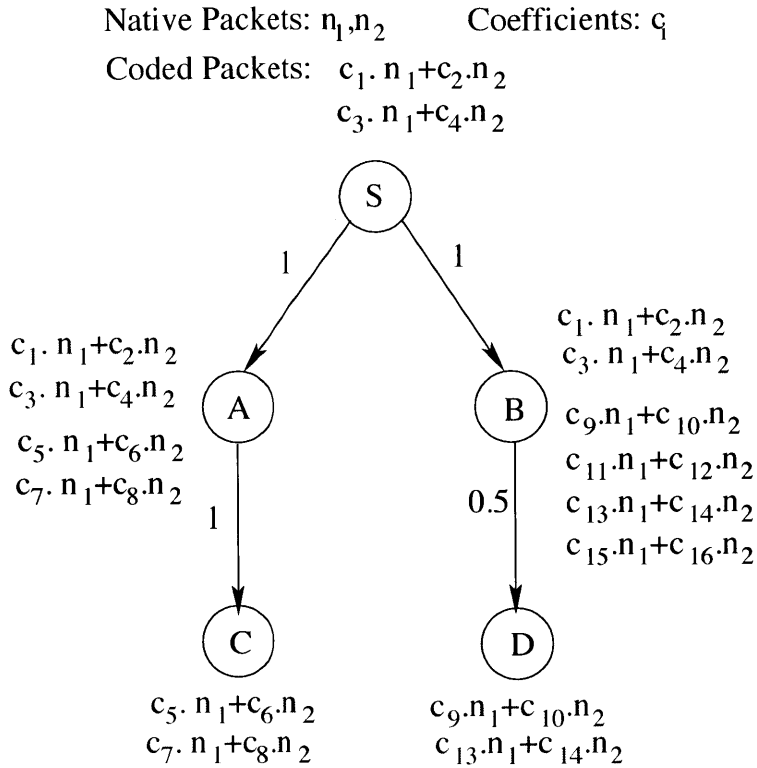 Native Packets: n₁,n₂ Coefficients: cᵢ
Coded Packets: c₁. n₁+c₂.n₂
c₃. n₁+c₄.n₂
S
1 1
c₁. n₁+c₂.n₂
c₃. n₁+c₄.n₂
c₅. n₁+c₆.n₂
c₇. n₁+c₈.n₂
A
c₁. n₁+c₂.n₂
c₃. n₁+c₄.n₂
B
c₉.n₁+c₁₀.n₂
c₁₁.n₁+c₁₂.n₂
c₁₃.n₁+c₁₄.n₂
c₁₅.n₁+c₁₆.n₂
1 0.5
C D
c₅. n₁+c₆.n₂
c₇. n₁+c₈.n₂
c₉.n₁+c₁₀.n₂
c₁₃.n₁+c₁₄.n₂